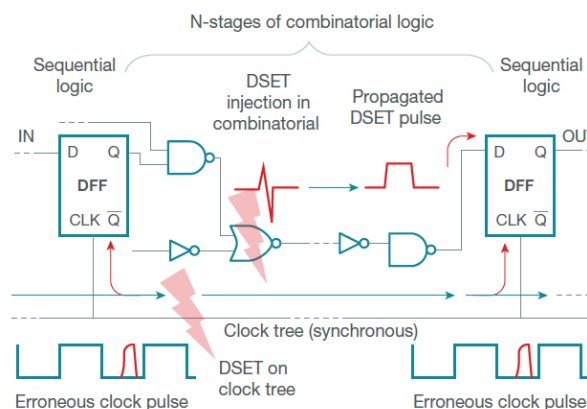 N-stages of combinatorial logic
Sequential
logic
DSET
injection in
combinatorial
Propagated
DSET pulse
Sequential
logic
IN
D Q
DFF
CLK Q
D Q
DFF
CLK Q
OUT
Clock tree (synchronous)
DSET on
clock tree
Erroneous clock pulse
Erroneous clock pulse